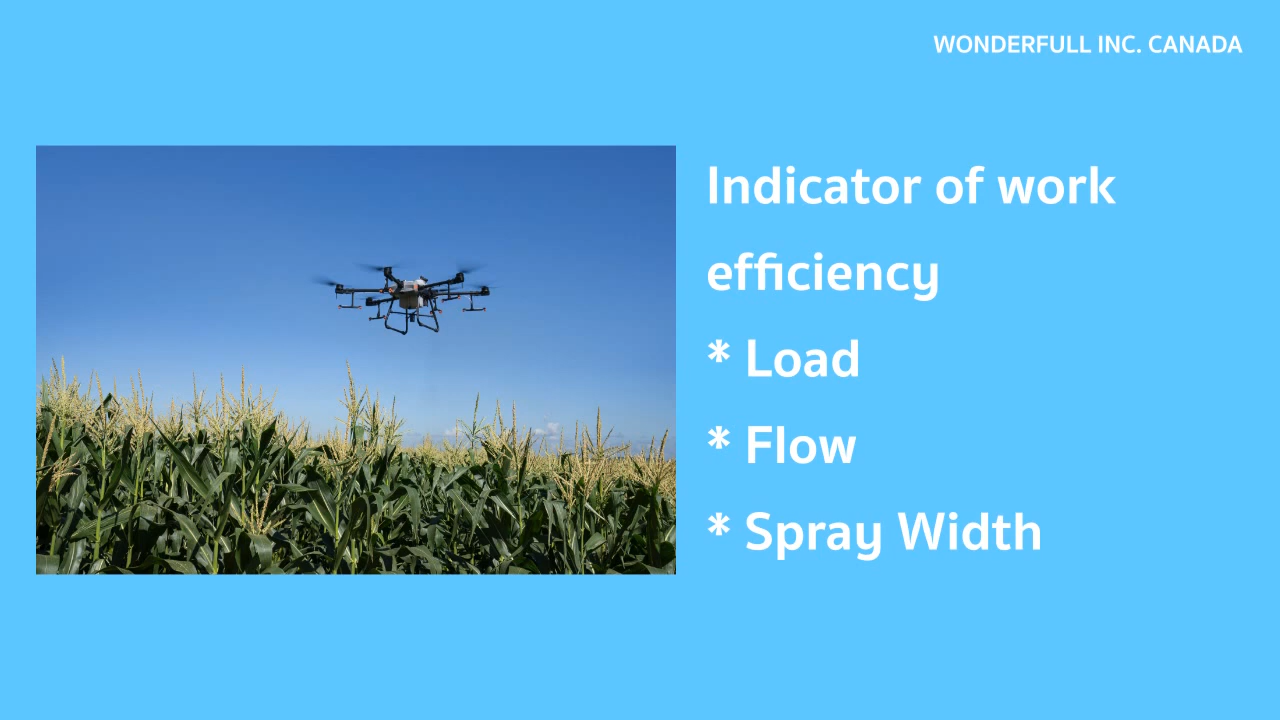 WONDERFULL INC. CANADA
Indicator of work
efficiency
* Load
* Flow
* Spray Width